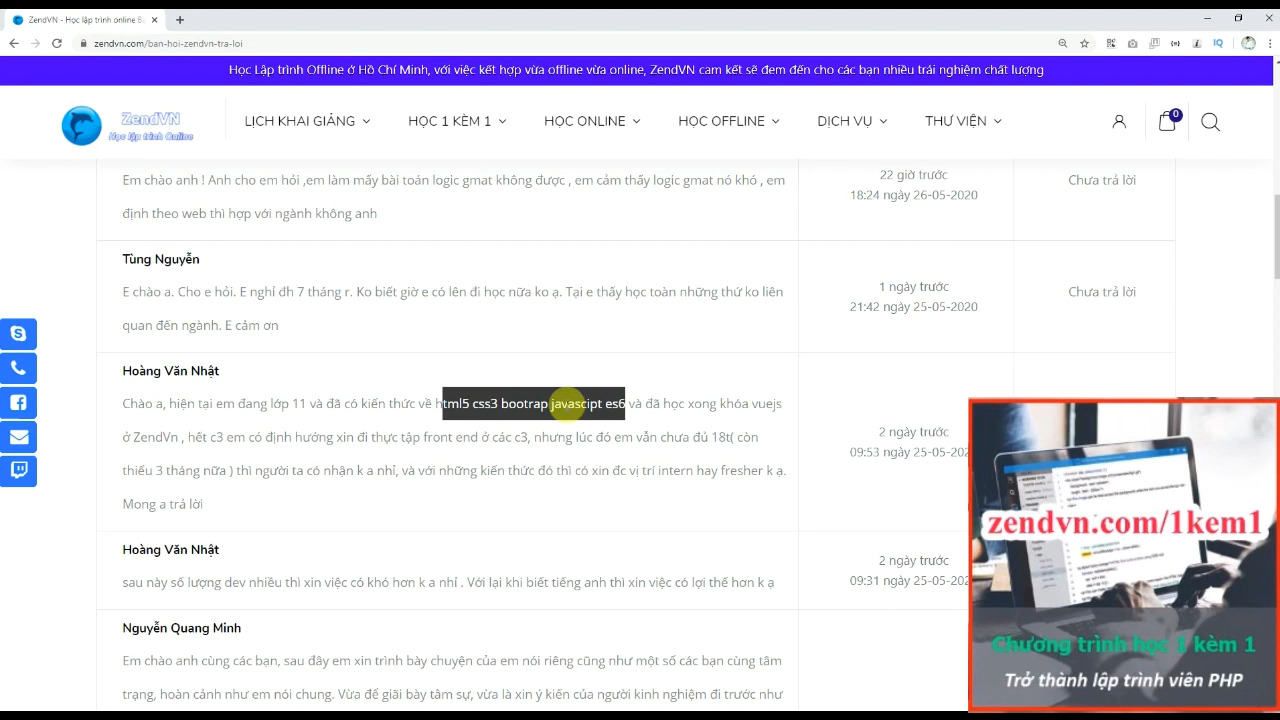 ZendVN - Học lập trình online Ba
zendvn.com/ban-hoi-zendvn-tra-loi
Học Lập trình Offline ở Hồ Chí Minh, với việc kết hợp vừa offline vừa online, ZendVN cam kết sẽ đem đến cho các bạn nhiều trải nghiệm chất lượng
ZendVN
Học lập trình Online
LỊCH KHAI GIẢNG
HỌC 1 KÈM 1
HỌC ONLINE
HỌC OFFLINE
DỊCH VỤ
THƯ VIỆN
0
Em chào anh ! Anh cho em hỏi ,em làm mấy bài toán logic gmat không được , em cảm thấy logic gmat nó khó , em
định theo web thì hợp với ngành không anh
22 giờ trước
18:24 ngày 26-05-2020
Chưa trả lời
Tùng Nguyễn
E chào a. Cho e hỏi. E nghỉ đh 7 tháng r. Ko biết giờ e có lên đi học nữa ko ạ. Tại e thấy học toàn những thứ ko liên
quan đến ngành. E cảm ơn
1 ngày trước
21:42 ngày 25-05-2020
Chưa trả lời
Hoàng Văn Nhật
Chào a, hiện tại em đang lớp 11 và đã có kiến thức về html5 css3 bootrap javascipt es6 và đã học xong khóa vuejs
ở ZendVN , hết c3 em có định hướng xin đi thực tập front end ở các c3, nhưng lúc đó em vẫn chưa đủ 18t( còn
thiếu 3 tháng nữa ) thì người ta có nhận k a nhỉ, và với những kiến thức đó thì có xin đc vị trí intern hay fresher k a.
Mong a trả lời
2 ngày trước
09:53 ngày 25-05-202
Hoàng Văn Nhật
sau này số lượng dev nhiều thì xin việc có khó hơn k a nhỉ . Với lại khi biết tiếng anh thì xin việc có lợi thế hơn k ạ
2 ngày trước
09:31 ngày 25-05-202
Nguyễn Quang Minh
Em chào anh cùng các bạn, sau đây em xin trình bày chuyện của em nói riêng cũng như một số các bạn cùng tâm
trạng, hoàn cảnh như em nói chung. Vừa để giãi bày tâm sự, vừa là xin ý kiến của người kinh nghiệm đi trước như
zendvn.com/1kem1
Chương trình học 1 kèm 1
Trở thành lập trình viên PHP